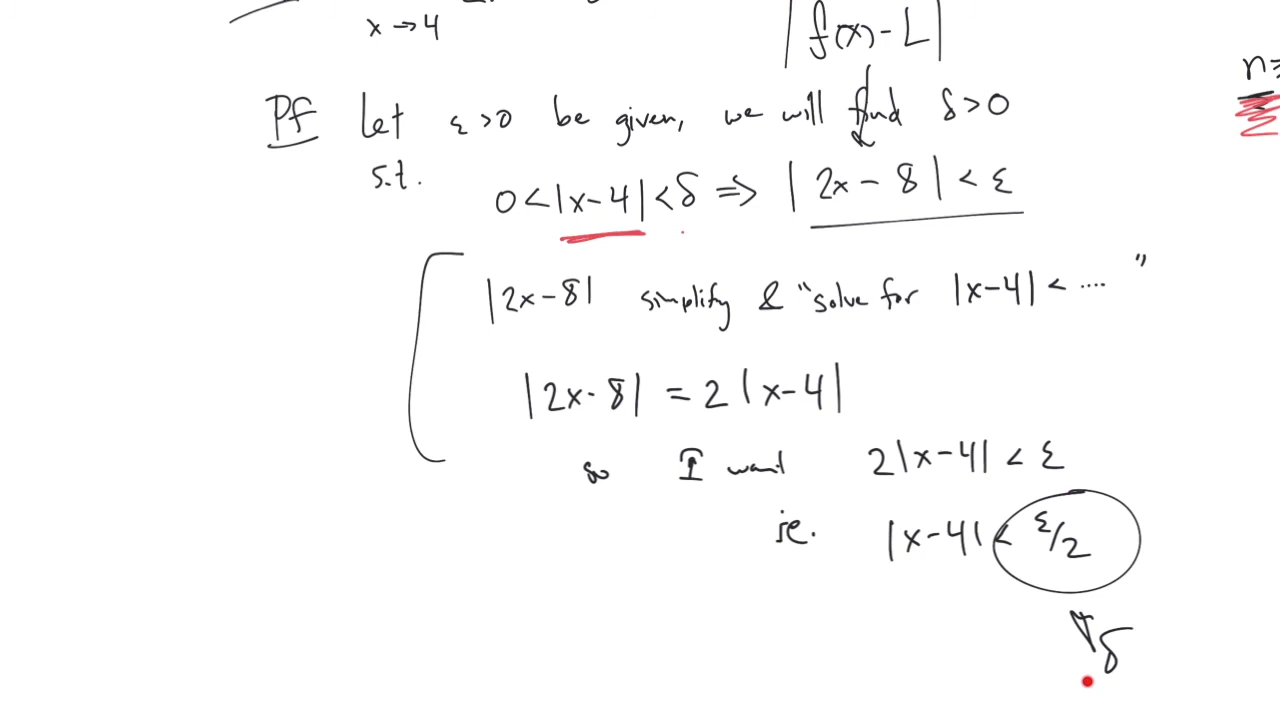 x → 4
|f(x) - L|
n=
Pf Let ε > 0 be given, we will find δ > 0
s.t.
0 < |x - 4| < δ ⇒ |2x - 8| < ε
|2x - 8| simplify & "solve for |x - 4| < ...."
|2x - 8| = 2|x - 4|
so I want 2|x - 4| < ε
ie. |x - 4| < ε/2
δ